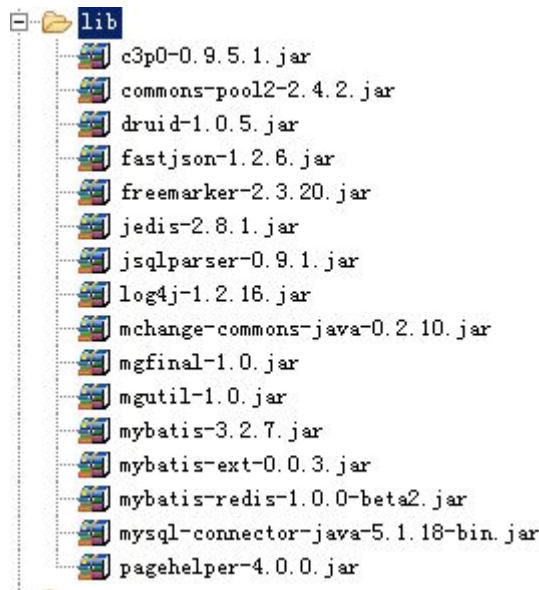 lib
c3p0-0.9.5.1.jar
commons-pool2-2.4.2.jar
druid-1.0.5.jar
fastjson-1.2.6.jar
freemarker-2.3.20.jar
jedis-2.8.1.jar
jsqlparser-0.9.1.jar
log4j-1.2.16.jar
mchange-commons-java-0.2.10.jar
mgfinal-1.0.jar
mgutil-1.0.jar
mybatis-3.2.7.jar
mybatis-ext-0.0.3.jar
mybatis-redis-1.0.0-beta2.jar
mysql-connector-java-5.1.18-bin.jar
pagehelper-4.0.0.jar